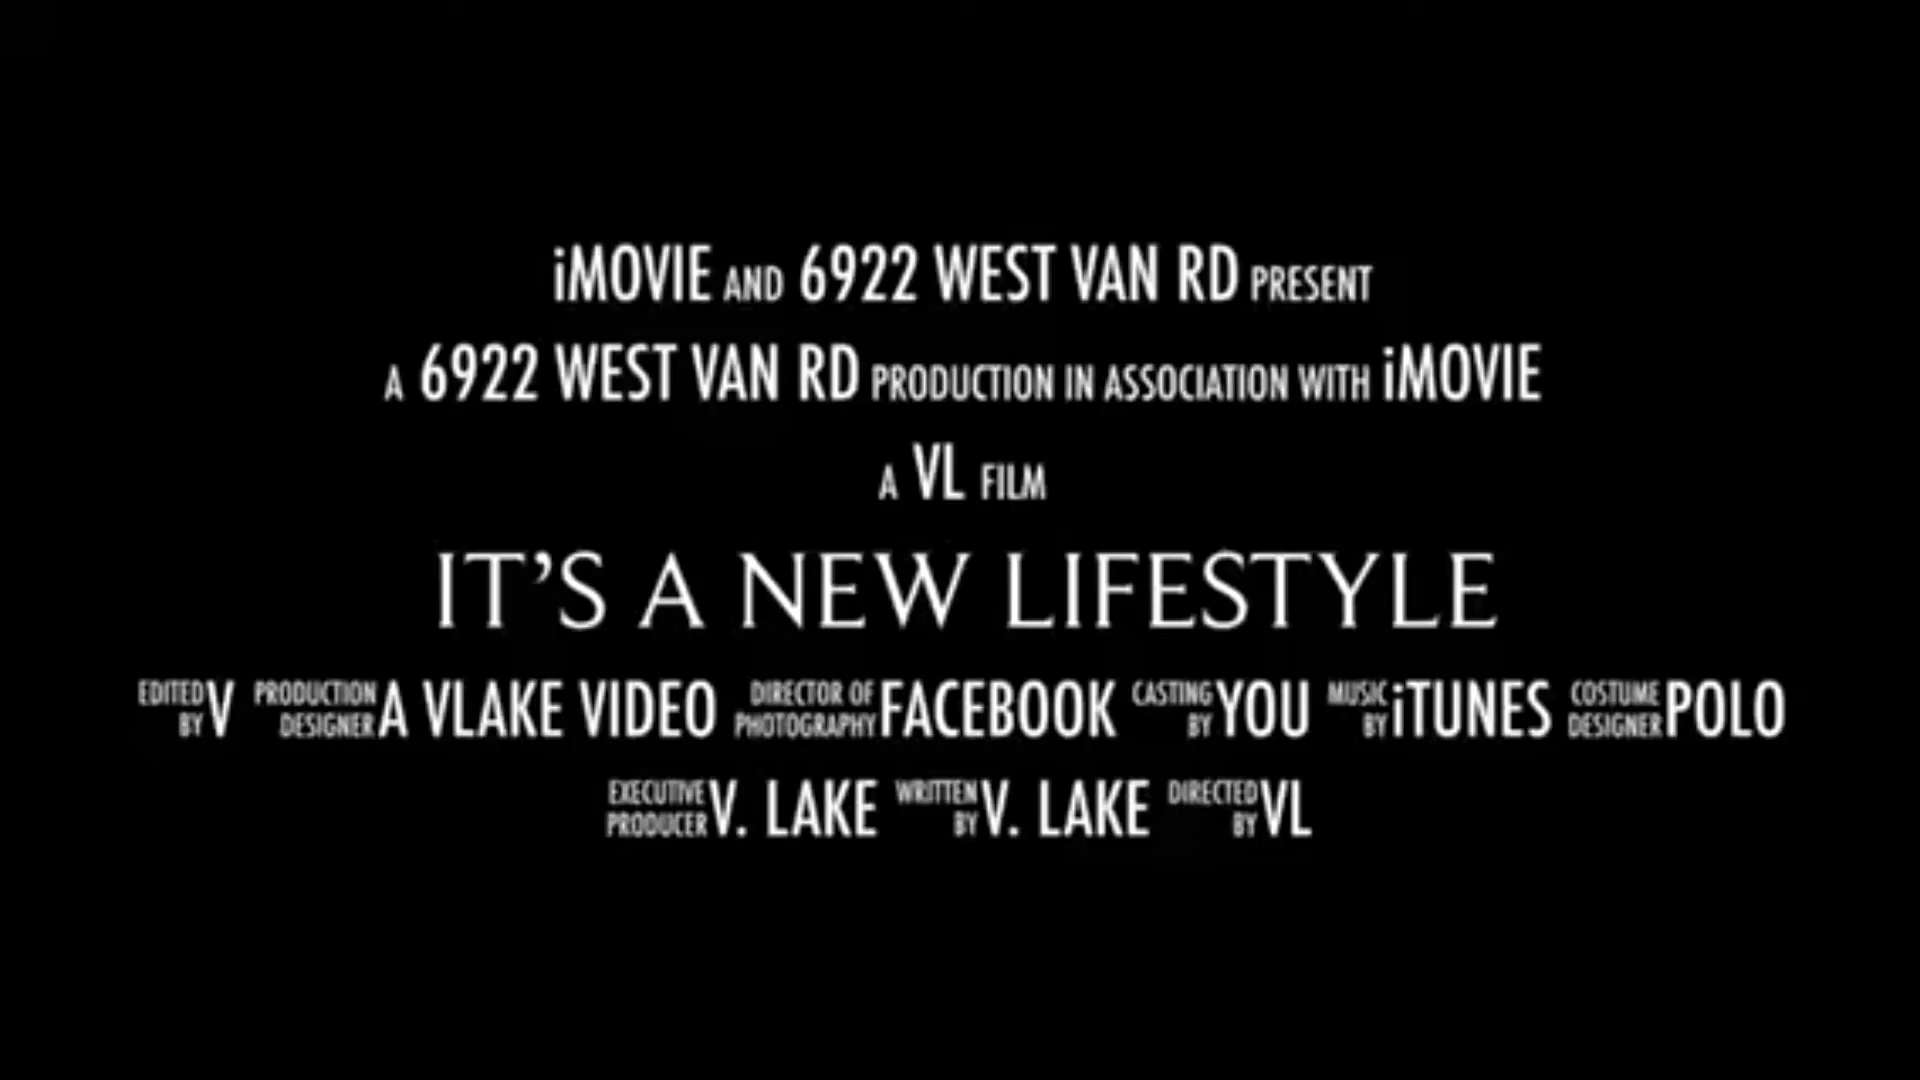 iMOVIE AND 6922 WEST VAN RD PRESENT
A 6922 WEST VAN RD PRODUCTION IN ASSOCIATION WITH iMOVIE
A VL FILM
IT’S A NEW LIFESTYLE
EDITED BY V PRODUCTION DESIGNER A VLAKE VIDEO DIRECTOR OF PHOTOGRAPHY FACEBOOK CASTING BY YOU MUSIC BY iTUNES COSTUME DESIGNER POLO
EXECUTIVE PRODUCER V. LAKE WRITTEN BY V. LAKE DIRECTED BY VL